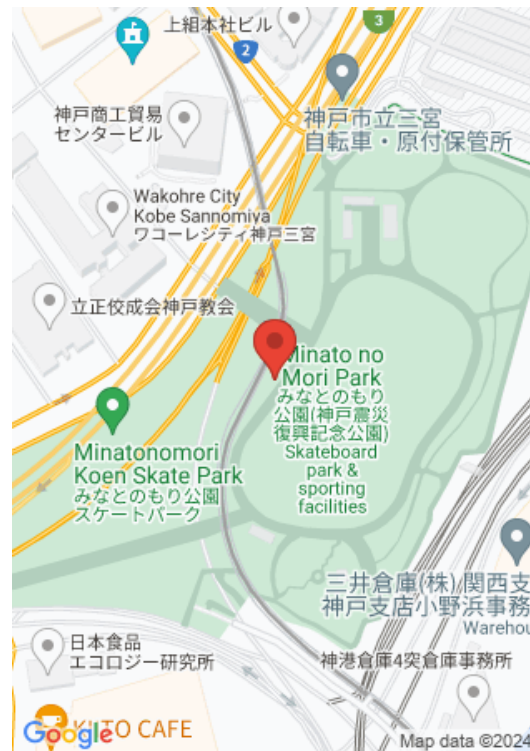 上組本社ビル
3
2
神戸商工貿易
センタービル
神戸市立三宮
自転車・原付保管所
Wakohre City
Kobe Sannomiya
ワコーレシティ神戸三宮
立正佼成会神戸教会
Minato no
Mori Park
みなとのもり
公園(神戸震災
復興記念公園)
Skateboard
park &
sporting
facilities
Minatonomori
Koen Skate Park
みなとのもり公園
スケートパーク
三井倉庫(株) 関西支
神戸支店小野浜事務
Warehou
日本食品
エコロジー研究所
神港倉庫4突倉庫事務所
KIITO CAFE
Google
Map data ©2024